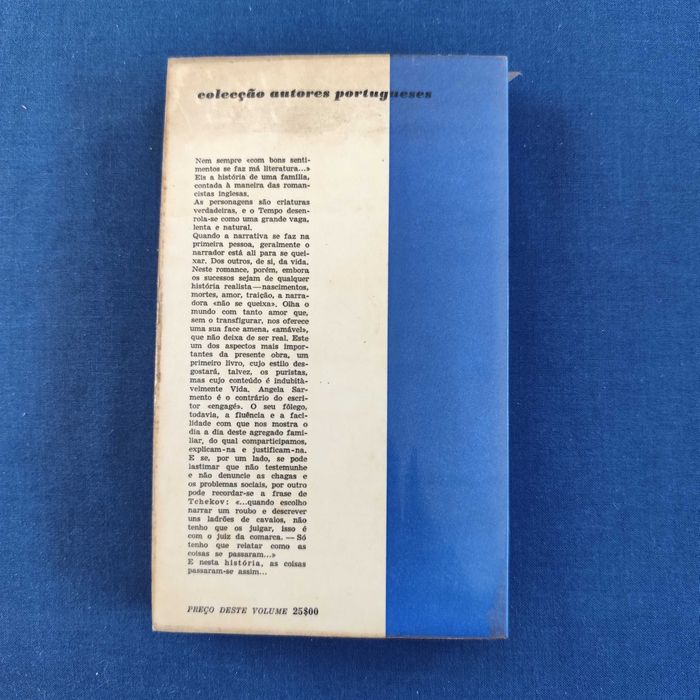 colecção autores portugueses
Nem sempre «com bons senti-
mentos se faz má literatura...»
Eis a história de uma família,
contada à maneira das roman-
cistas inglesas.
As personagens são criaturas
verdadeiras, e o Tempo desen-
rola-se como uma grande vaga,
lenta e natural.
Quando a narrativa se faz na
primeira pessoa, geralmente o
narrador está ali para se quei-
xar. Dos outros, de si, da vida.
Neste romance, porém, embora
os sucessos sejam de qualquer
história realista — nascimentos,
mortes, amor, traição, a narra-
dora «não se queixa». Olha o
mundo com tanto amor que,
sem o transfigurar, nos oferece
uma sua face amena, «amável»,
que não deixa de ser real. Este
um dos aspectos mais impor-
tantes da presente obra, um
primeiro livro, cujo estilo des-
gostará, talvez, os puristas,
mas cujo conteúdo é indubità-
velmente Vida. Angela Sar-
mento é o contrário do escri-
tor «engagé». O seu fôlego,
todavia, a fluência e a faci-
lidade com que nos mostra o
dia a dia deste agregado fami-
liar, do qual comparticipamos,
explicam-na e justificam-na.
E se, por um lado, se pode
lastimar que não testemunhe
e não denuncie as chagas e
os problemas sociais, por outro
pode recordar-se a frase de
Tchekov: «...quando escolho
narrar um roubo e descrever
uns ladrões de cavalos, não
tenho que os julgar, isso é
com o juiz da comarca. — Só
tenho que relatar como as
coisas se passaram...»
E nesta história, as coisas
passaram-se assim...
PREÇO DESTE VOLUME 25$00